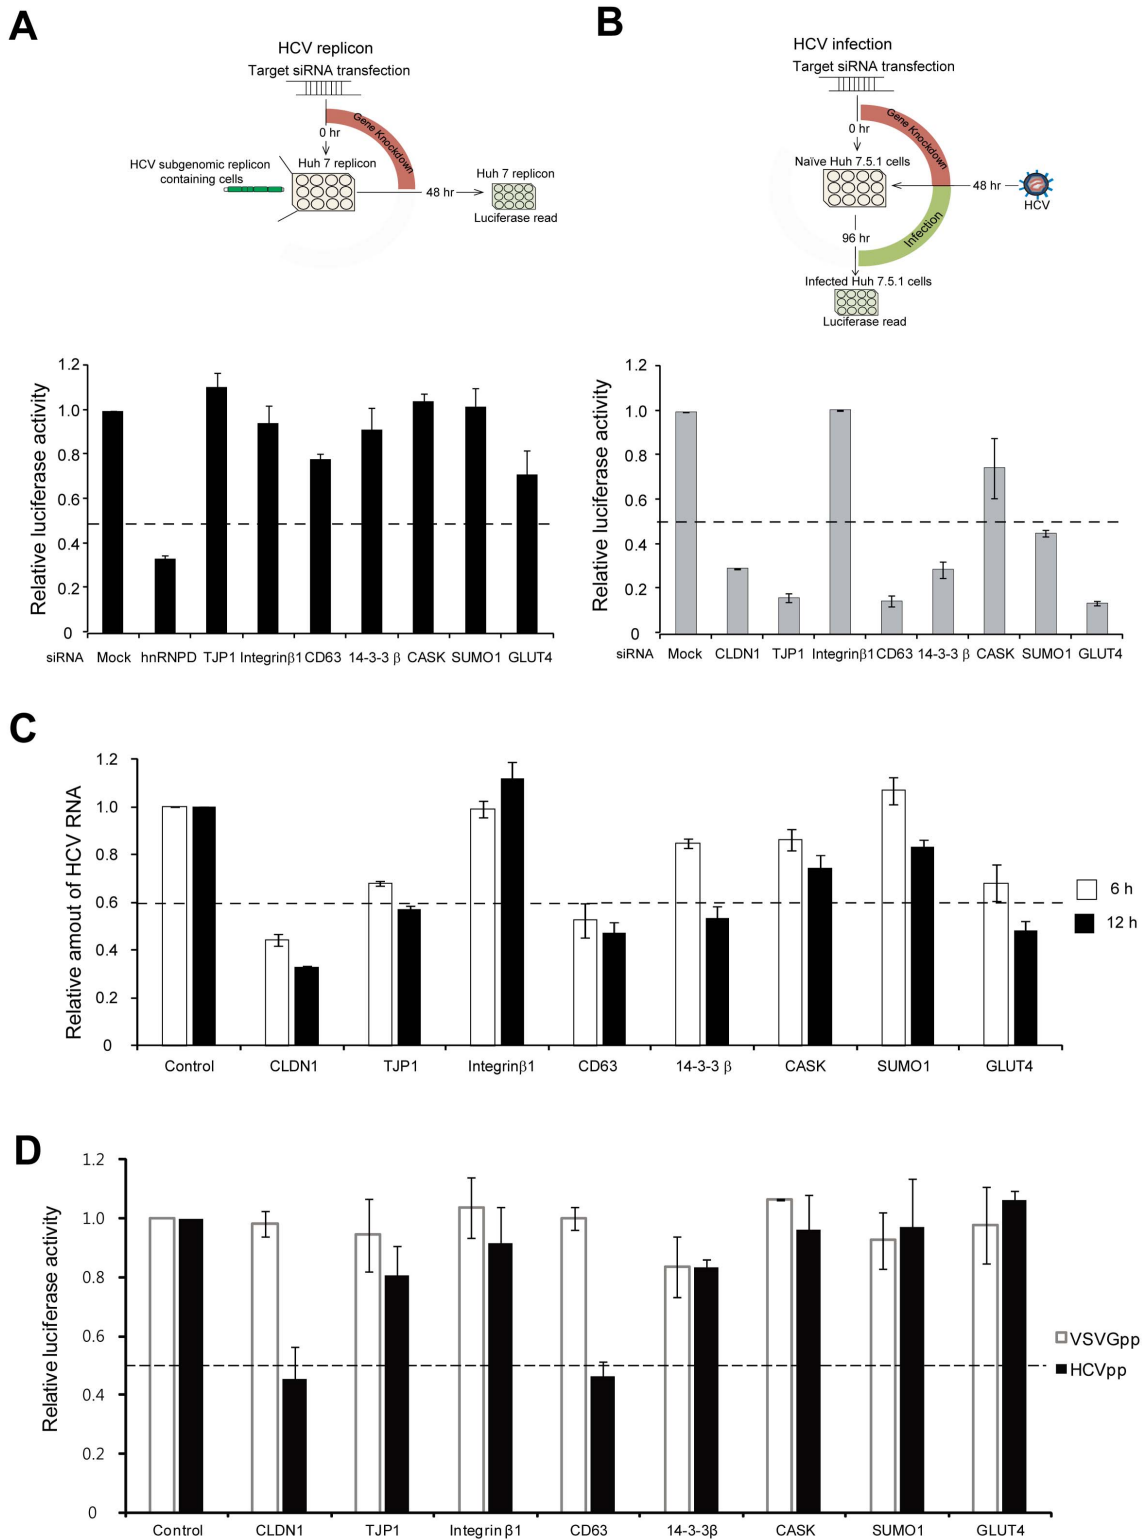 A
HCV replicon
Target siRNA transfection
Gene Knockdown
0 hr
HCV subgenomic replicon
containing cells
Huh 7 replicon
48 hr
Huh 7 replicon
Luciferase read
Relative luciferase activity
1.2
1.0
0.8
0.6
0.4
0.2
0
siRNA Mock hnRNPD TJP1 Integrinβ1 CD63 14-3-3 β CASK SUMO1 GLUT4
B
HCV infection
Target siRNA transfection
Gene Knockdown
0 hr
Naïve Huh 7.5.1 cells
48 hr
HCV
Infection
96 hr
Infected Huh 7.5.1 cells
Luciferase read
Relative luciferase activity
1.2
1.0
0.8
0.6
0.4
0.2
0
siRNA Mock CLDN1 TJP1 Integrinβ1 CD63 14-3-3 β CASK SUMO1 GLUT4
C
Relative amout of HCV RNA
1.2
1.0
0.8
0.6
0.4
0.2
0
6 h
12 h
Control CLDN1 TJP1 Integrinβ1 CD63 14-3-3 β CASK SUMO1 GLUT4
D
Relative luciferase activity
1.2
1.0
0.8
0.6
0.4
0.2
0
VSVGpp
HCVpp
Control CLDN1 TJP1 Integrin β1 CD63 14-3-3β CASK SUMO1 GLUT4